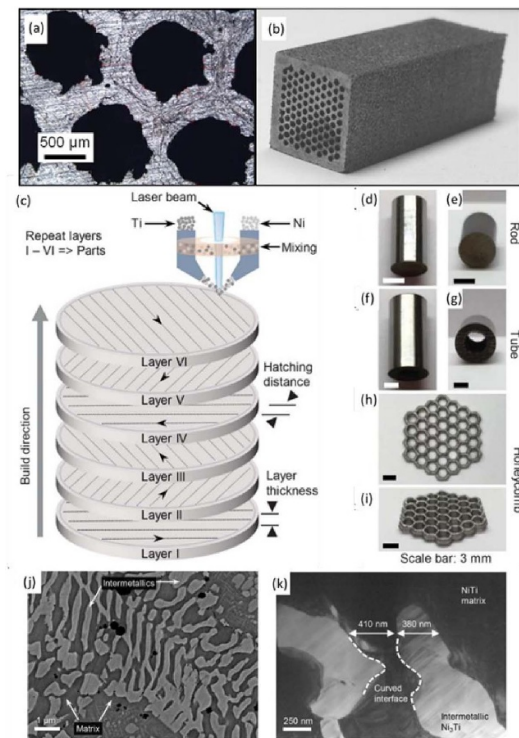 (a)
500 µm
(b)
(c)
Laser beam
Ti
Ni
Mixing
Repeat layers
I – VI => Parts
Build direction
Layer VI
Layer V
Layer IV
Layer III
Layer II
Layer I
Hatching
distance
Layer
thickness
(d)
(e)
Rod
(f)
(g)
Tube
(h)
(i)
Honeycomb
Scale bar: 3 mm
(j)
Intermetallics
Matrix
1 µm
(k)
NiTi
matrix
410 nm
380 nm
Curved
interface
Intermetallic
Ni₃Ti
250 nm